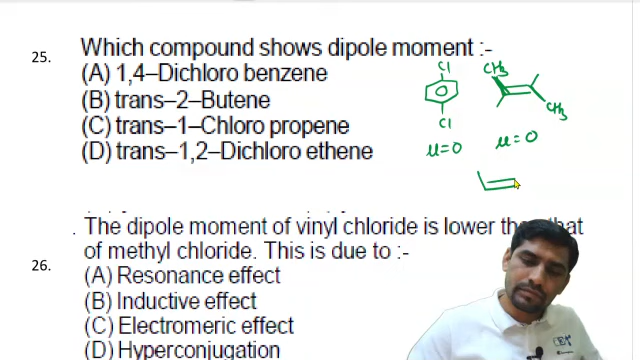 25. Which compound shows dipole moment :-
(A) 1,4–Dichloro benzene
(B) trans–2–Butene
(C) trans–1–Chloro propene
(D) trans–1,2–Dichloro ethene
Cl
Cl
μ=0
CH3
CH3
μ=0
26. The dipole moment of vinyl chloride is lower than that
of methyl chloride. This is due to :-
(A) Resonance effect
(B) Inductive effect
(C) Electromeric effect
(D) Hyperconjugation